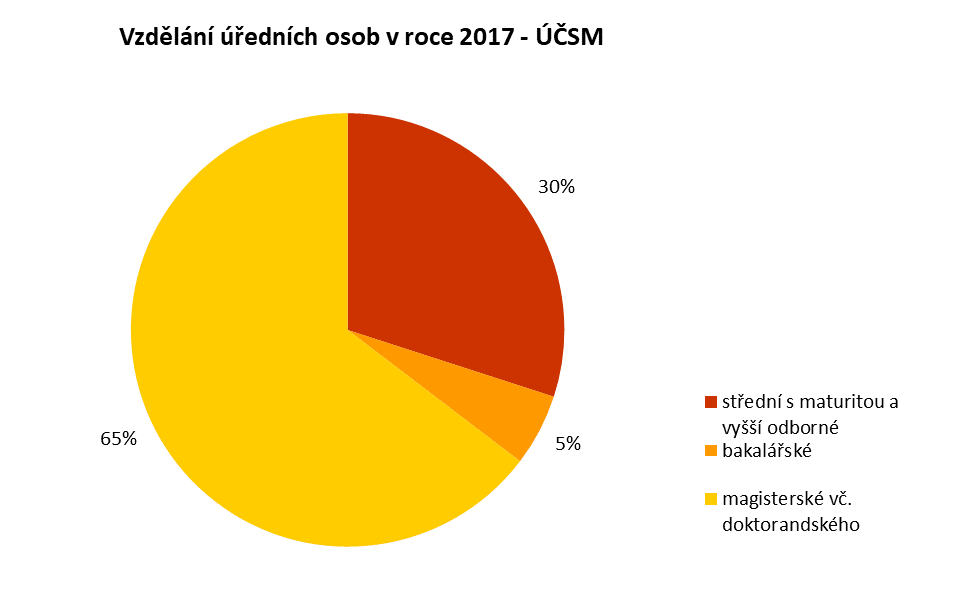 Vzdělání úředních osob v roce 2017 - ÚČSM
30%
65%
5%
střední s maturitou a
vyšší odborné
bakalářské
magisterské vč.
doktorandského